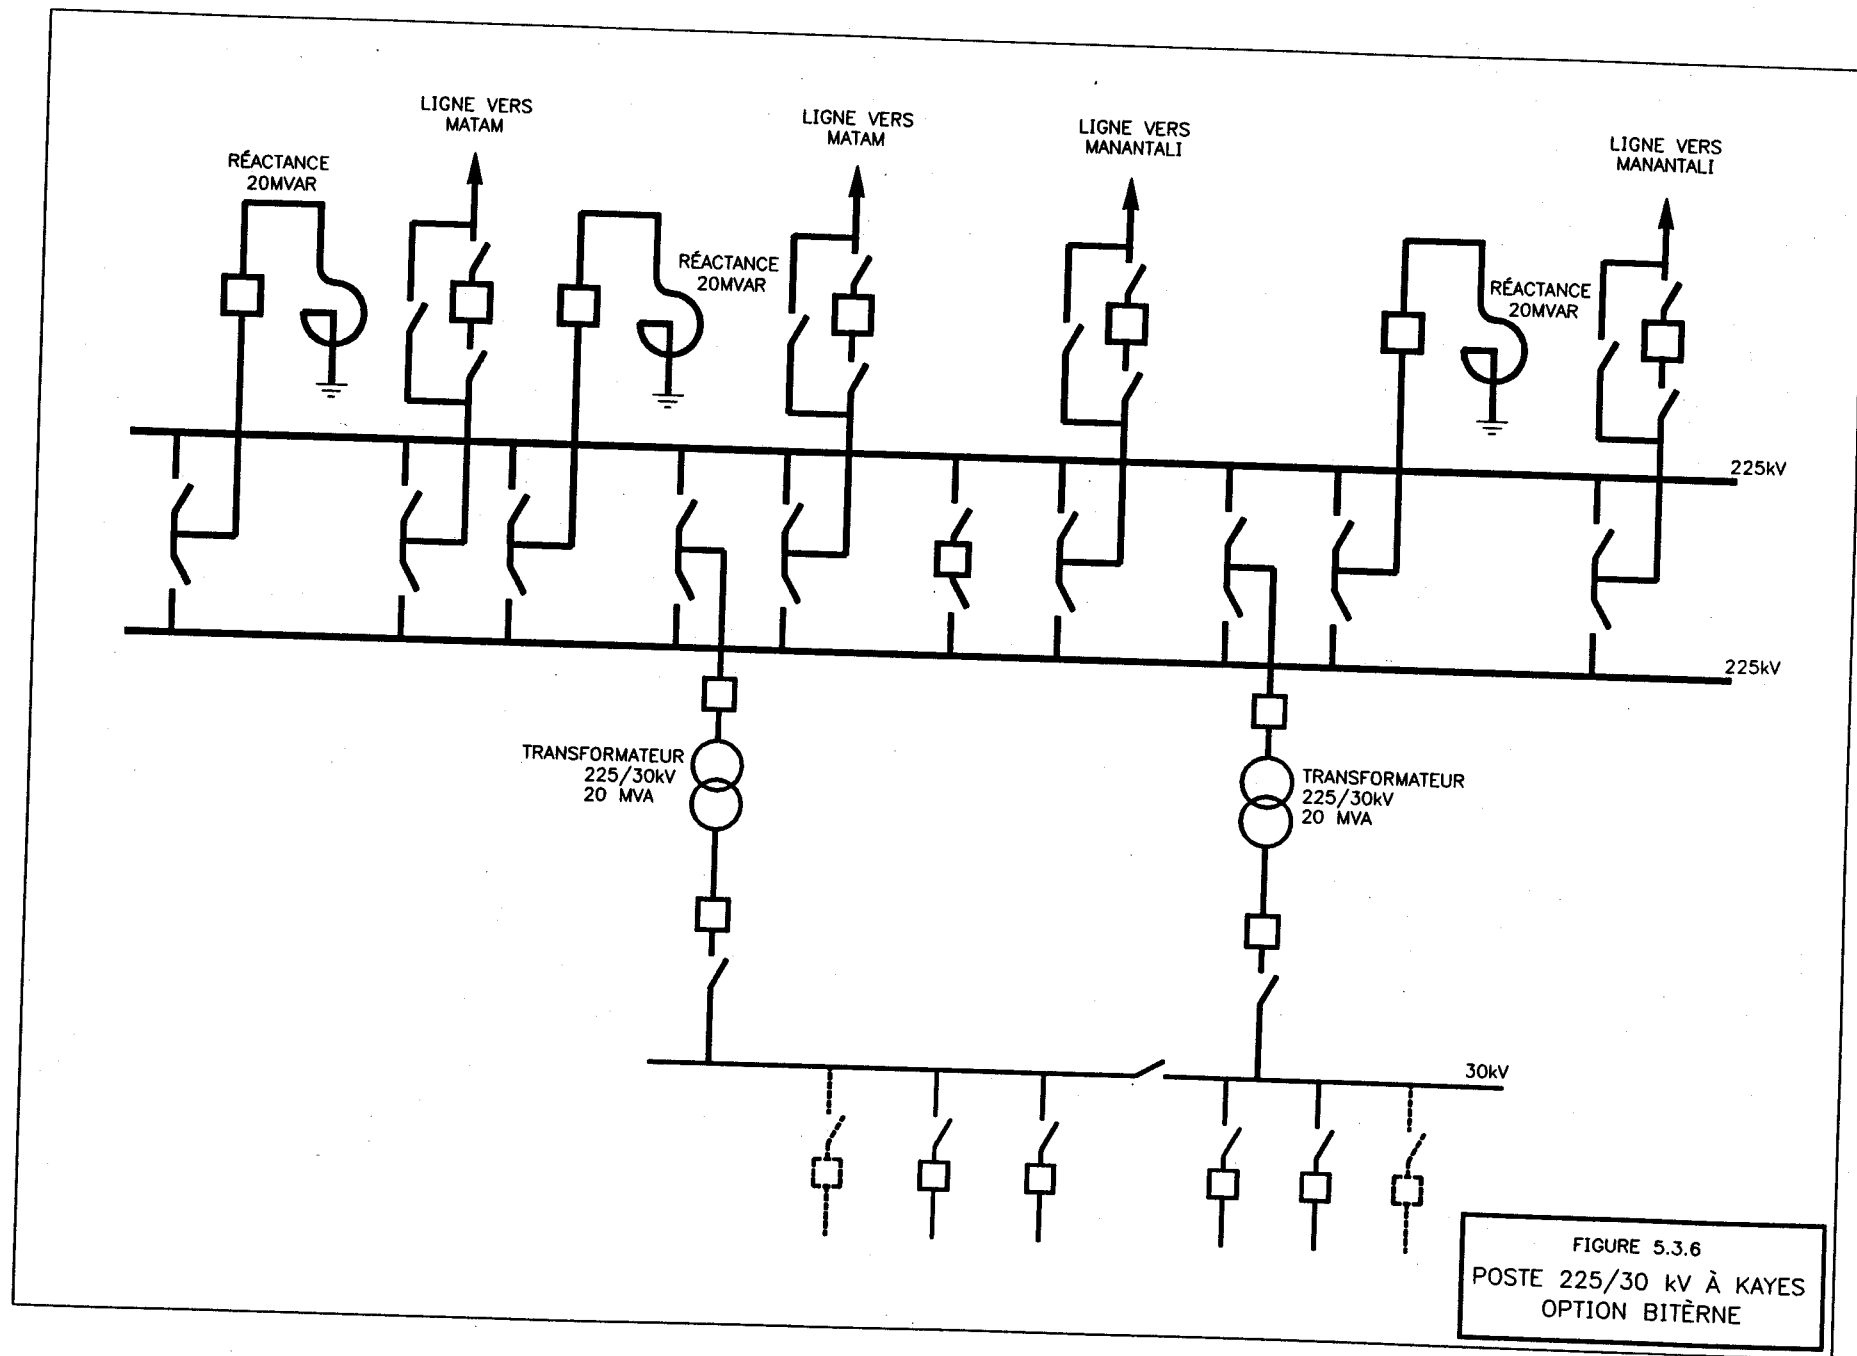 LIGNE VERS
MATAM
LIGNE VERS
MATAM
LIGNE VERS
MANANTALI
LIGNE VERS
MANANTALI
RÉACTANCE
20MVAR
RÉACTANCE
20MVAR
RÉACTANCE
20MVAR
225kV
225kV
TRANSFORMATEUR
225/30kV
20 MVA
TRANSFORMATEUR
225/30kV
20 MVA
30kV
FIGURE 5.3.6
POSTE 225/30 kV À KAYES
OPTION BITÈRNE